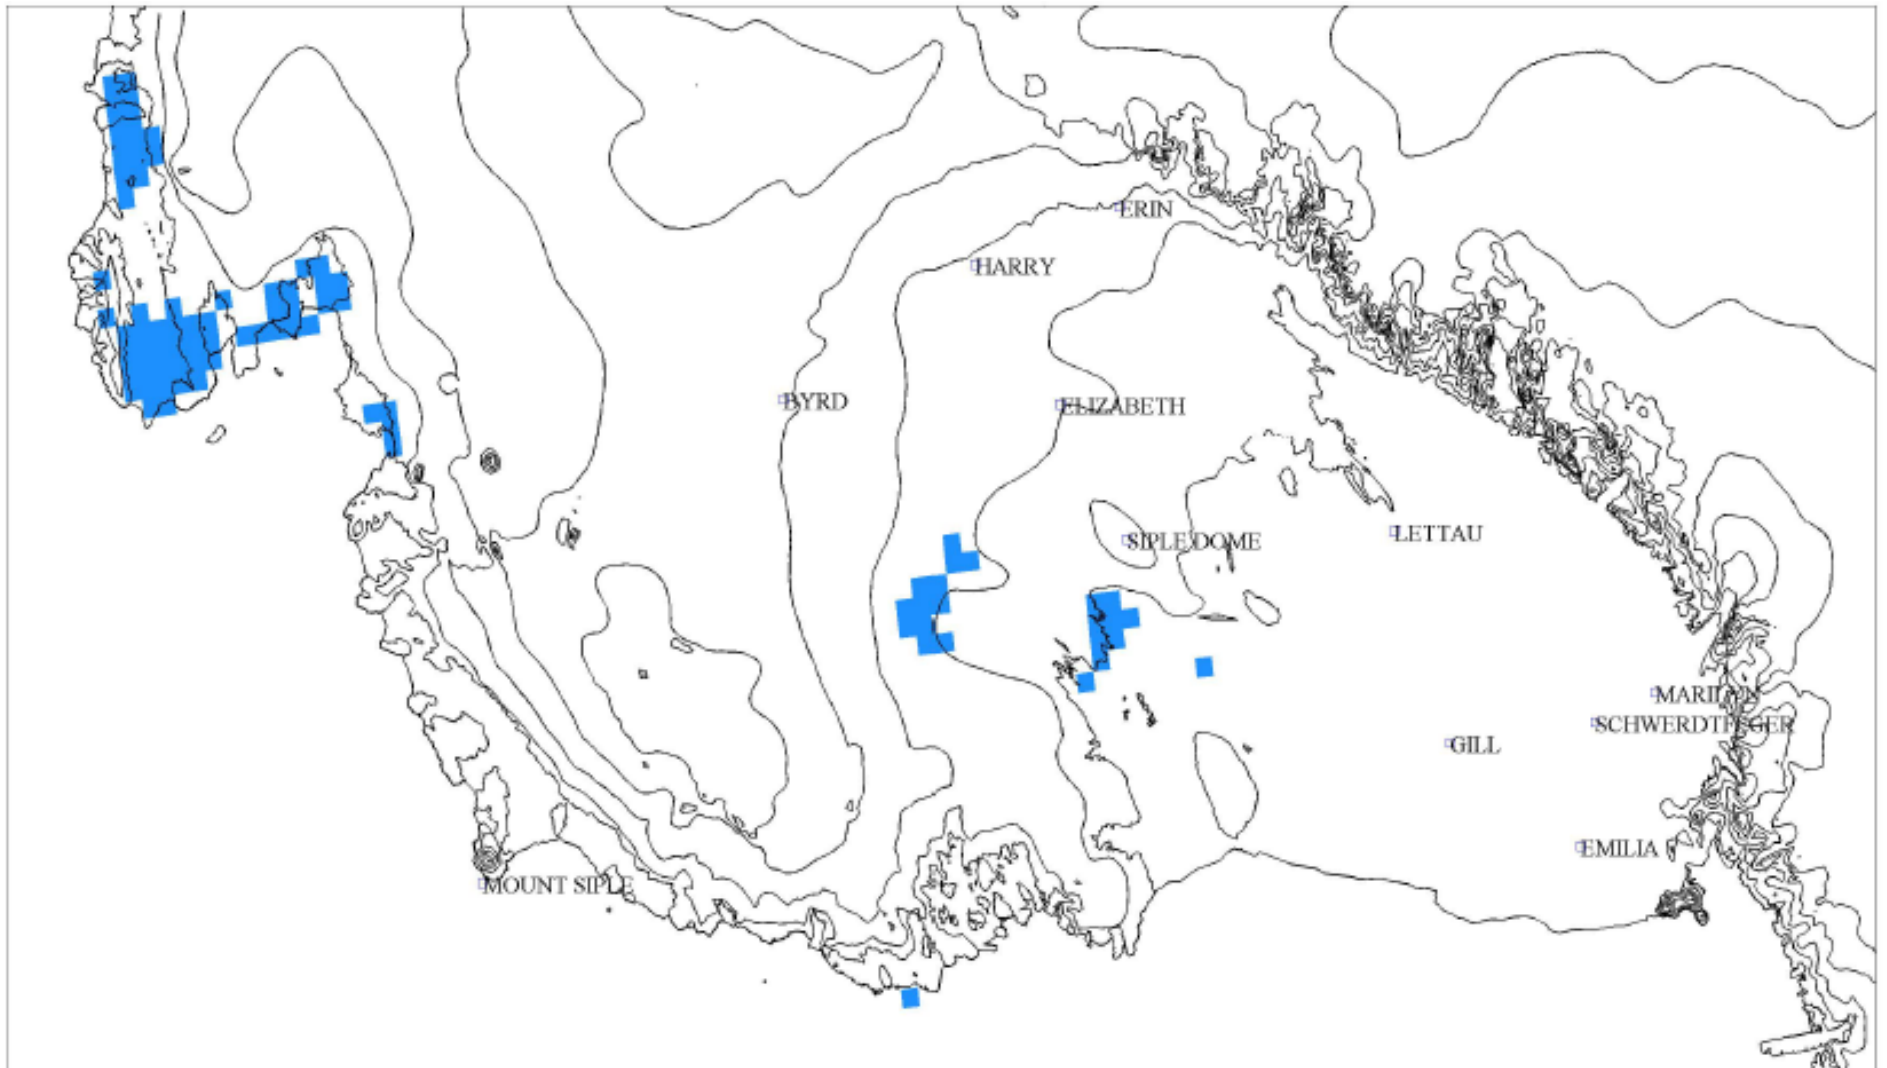 ERIN
HARRY
BYRD
ELIZABETH
SIPLE DOME
LETTAU
MARILYN
SCHWERDTFEGER
GILL
EMILIA
MOUNT SIPLE